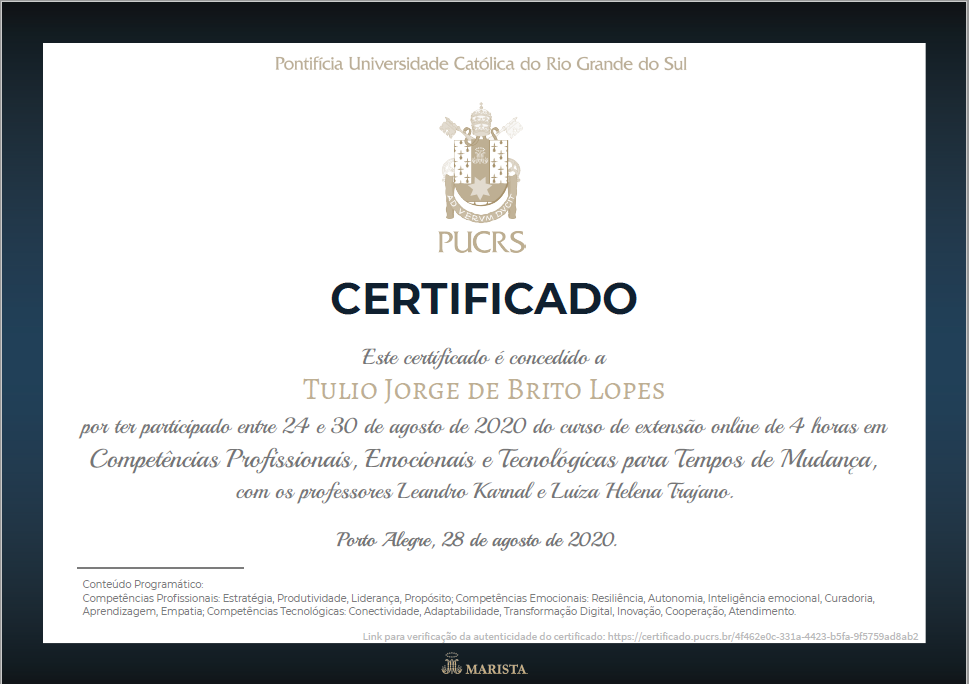 Pontifícia Universidade Católica do Rio Grande do Sul
AD VERVM DUCIT
PUCRS
CERTIFICADO
Este certificado é concedido a
Tulio Jorge de Brito Lopes
por ter participado entre 24 e 30 de agosto de 2020 do curso de extensão online de 4 horas em
Competências Profissionais, Emocionais e Tecnológicas para Tempos de Mudança,
com os professores Leandro Karnal e Luiza Helena Trajano.
Porto Alegre, 28 de agosto de 2020.
Conteúdo Programático:
Competências Profissionais: Estratégia, Produtividade, Liderança, Propósito; Competências Emocionais: Resiliência, Autonomia, Inteligência emocional, Curadoria,
Aprendizagem, Empatia; Competências Tecnológicas: Conectividade, Adaptabilidade, Transformação Digital, Inovação, Cooperação, Atendimento.
Link para verificação da autenticidade do certificado: https://certificado.pucrs.br/4f462e0c-331a-4423-b5fa-9f5759ad8ab2
MARISTA